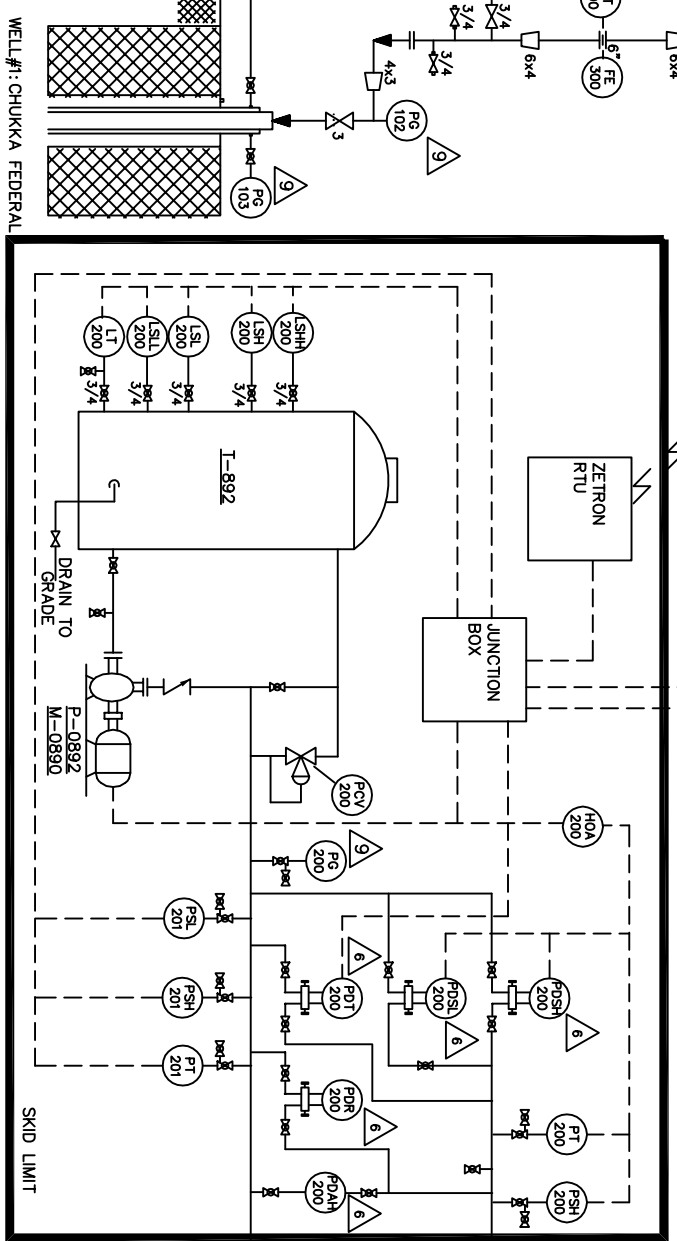 3/4
3/4
3/4
6x4
6"
FE
300
6x4
4x3
3
PG
102
9
PG
103
9
WELL#1: CHUKKA FEDERAL
LT
200
LSLL
200
LSL
200
LSH
200
LSHH
200
3/4
3/4
3/4
3/4
3/4
T-892
DRAIN TO
GRADE
ZETRON
RTU
JUNCTION
BOX
P-0892
M-0890
PCV
200
HOA
200
PG
200
9
PSL
201
PSH
201
PT
201
PDT
200
6
PDSL
200
6
PDSH
200
6
PDR
200
6
PDAH
200
6
PT
200
PSH
200
SKID LIMIT